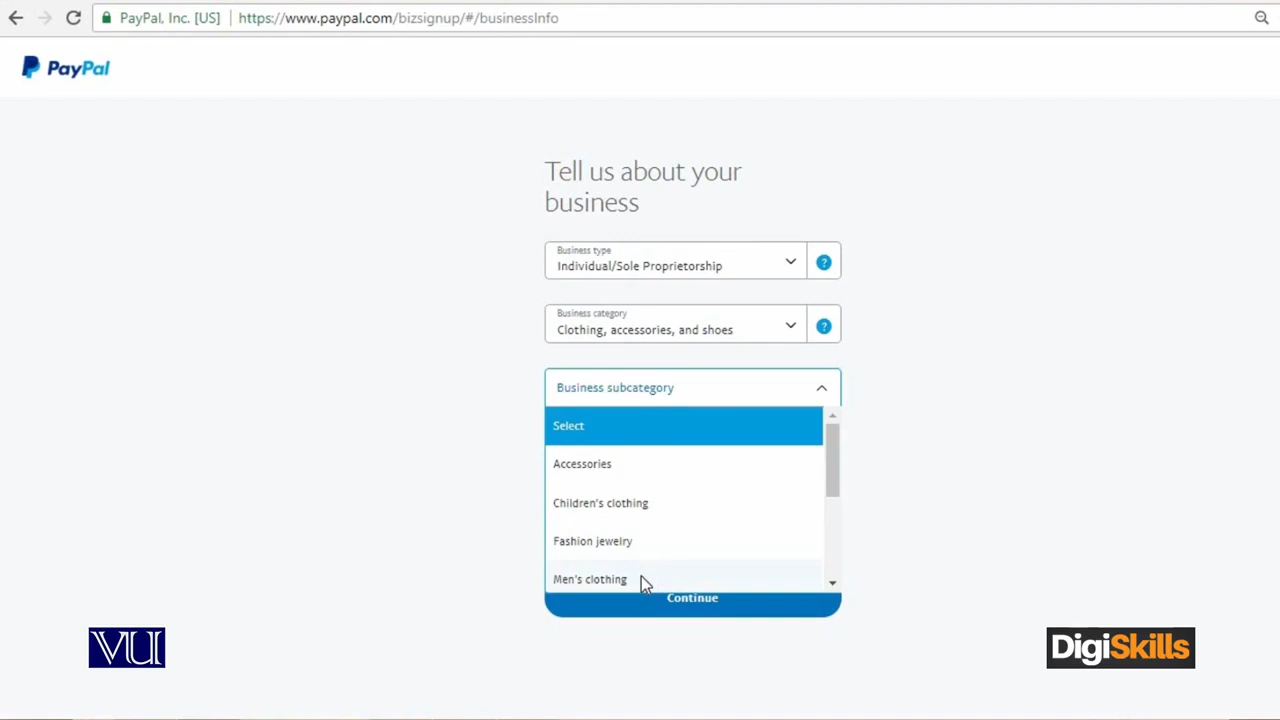 PayPal, Inc. [US] https://www.paypal.com/bizsignup/#/businessInfo
PayPal
Tell us about your
business
Business type
Individual/Sole Proprietorship
?
Business category
Clothing, accessories, and shoes
?
Business subcategory
Select
Accessories
Children's clothing
Fashion jewelry
Men's clothing
Continue
VU
DigiSkills